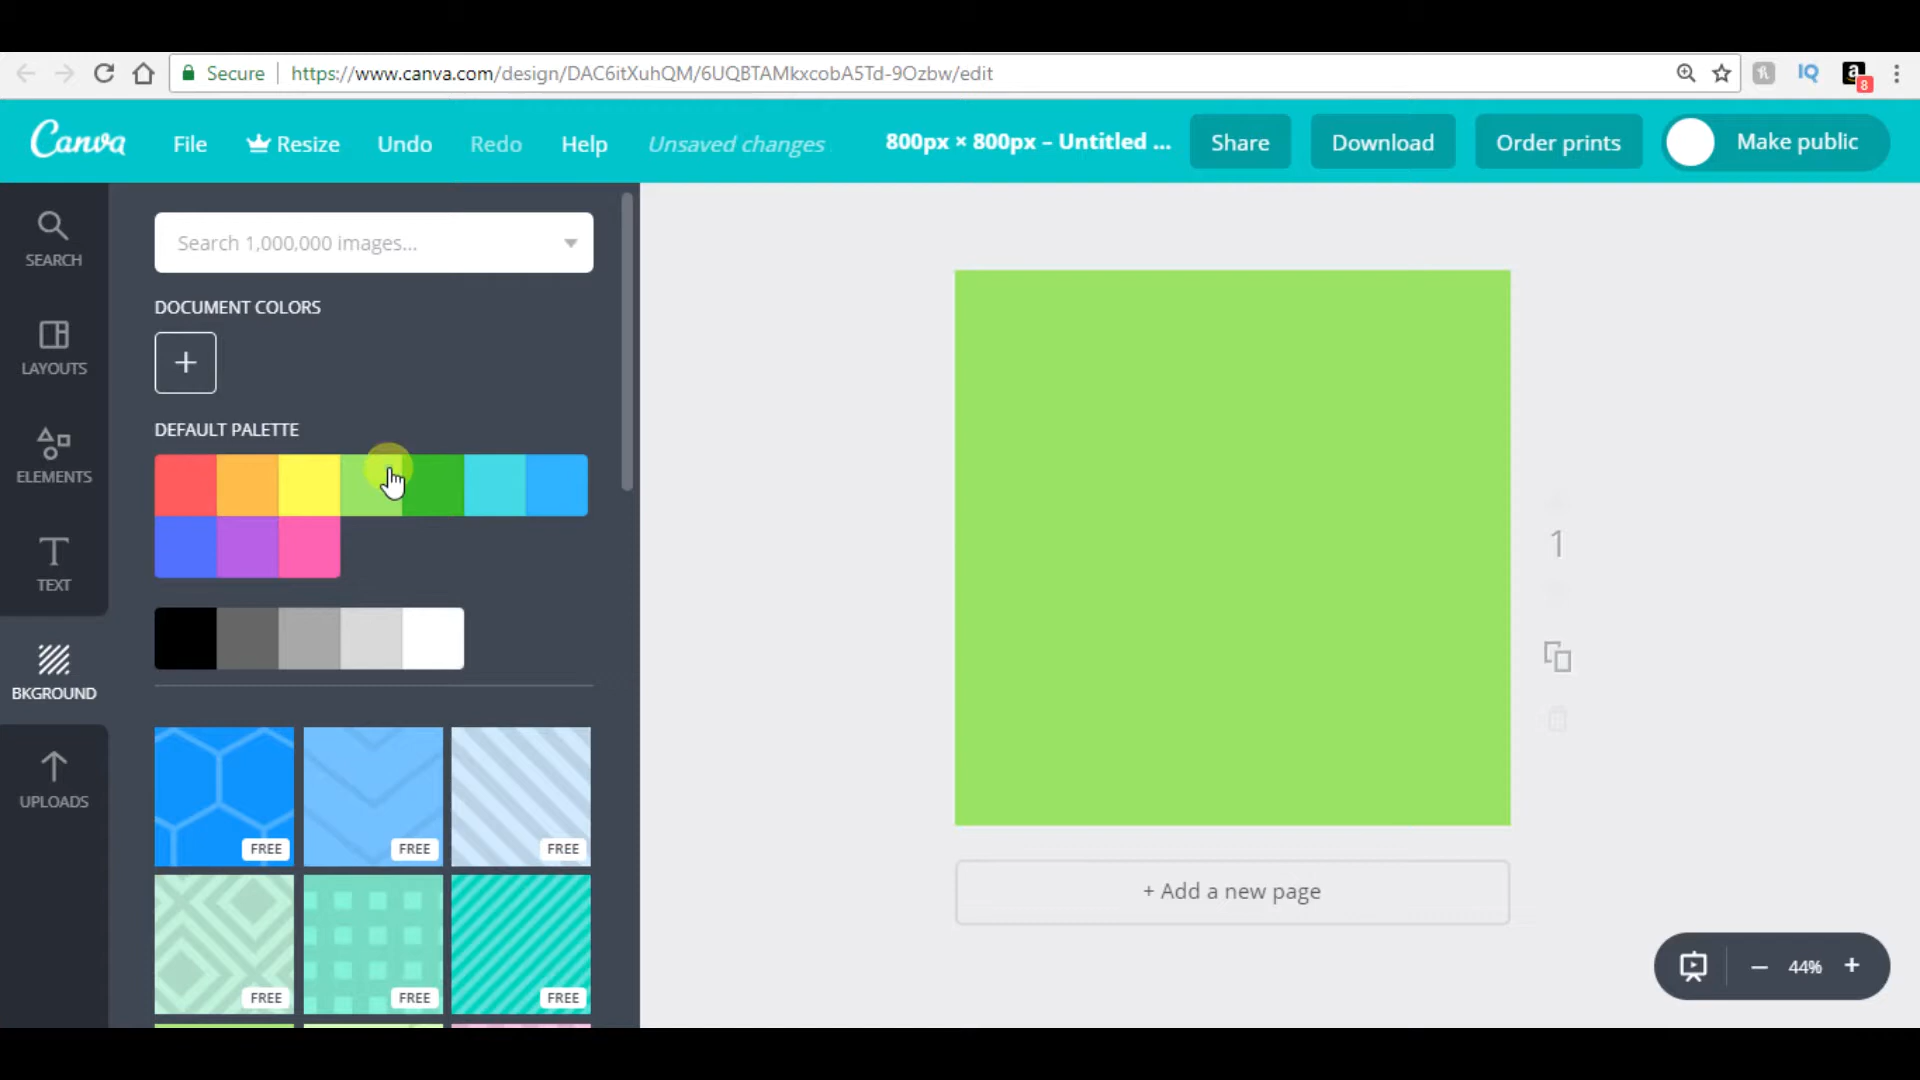 Secure https://www.canva.com/design/DAC6itXuhQM/6UQBTAMkxcobA5Td-9Ozbw/edit
IQ
a
8
Canva File Resize Undo Redo Help Unsaved changes 800px × 800px – Untitled ... Share Download Order prints Make public
SEARCH
LAYOUTS
ELEMENTS
TEXT
BKGROUND
UPLOADS
Search 1,000,000 images...
DOCUMENT COLORS
+
DEFAULT PALETTE
FREE FREE FREE
FREE FREE FREE
1
+ Add a new page
– 44% +